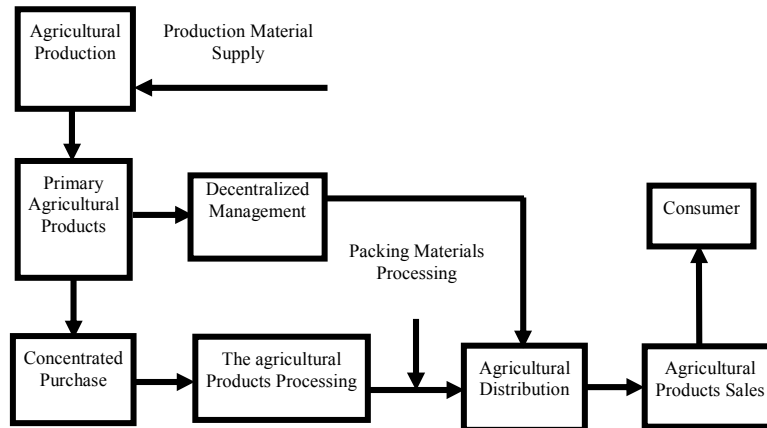 Agricultural
Production
Production Material
Supply
Primary
Agricultural
Products
Decentralized
Management
Consumer
Packing Materials
Processing
Concentrated
Purchase
The agricultural
Products Processing
Agricultural
Distribution
Agricultural
Products Sales